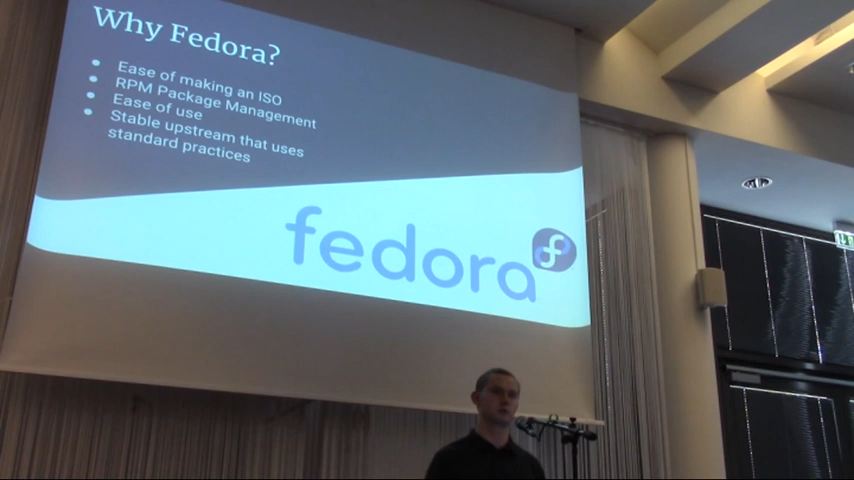 Why Fedora?
● Ease of making an ISO
● RPM Package Management
● Ease of use
● Stable upstream that uses
standard practices
fedora